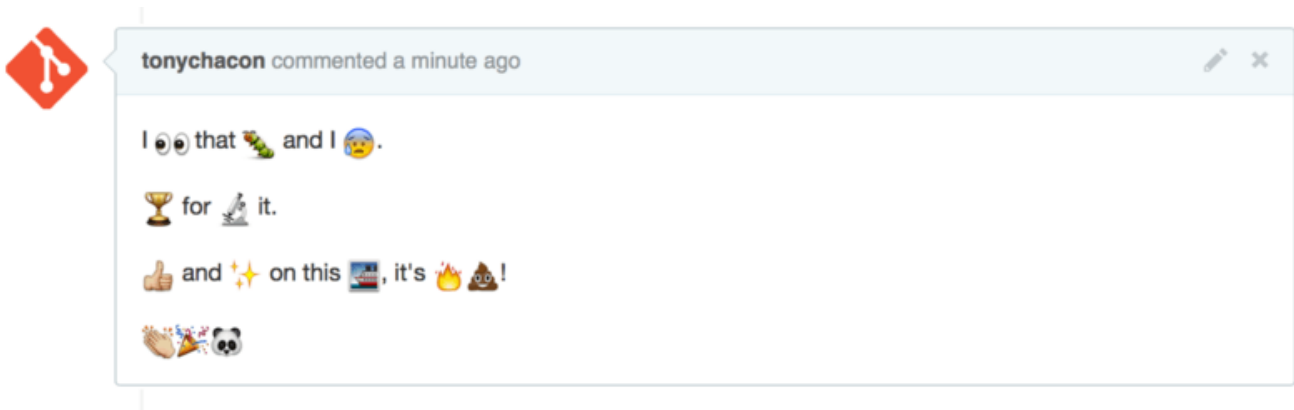 tonychacon commented a minute ago
I 👀 that 🐛 and I 😰.
🏆 for 🔬 it.
👍 and ✨ on this 🚢, it's 🔥💩!
👏🎉🐼